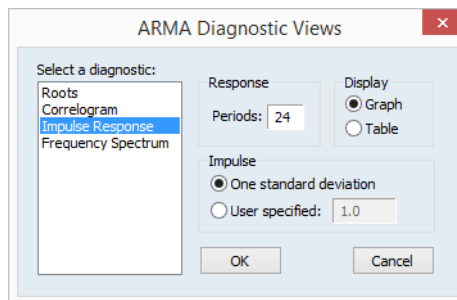 ARMA Diagnostic Views
Select a diagnostic:
Roots
Correlogram
Impulse Response
Frequency Spectrum
Response
Periods: 24
Display
Graph
Table
Impulse
One standard deviation
User specified: 1.0
OK
Cancel